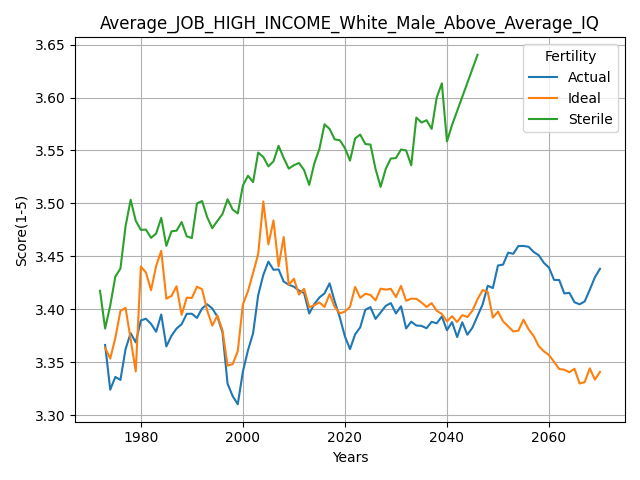 Average_JOB_HIGH_INCOME_White_Male_Above_Average_IQ
Fertility
Actual
Ideal
Sterile
Score(1-5)
3.65
3.60
3.55
3.50
3.45
3.40
3.35
3.30
1980 2000 2020 2040 2060
Years